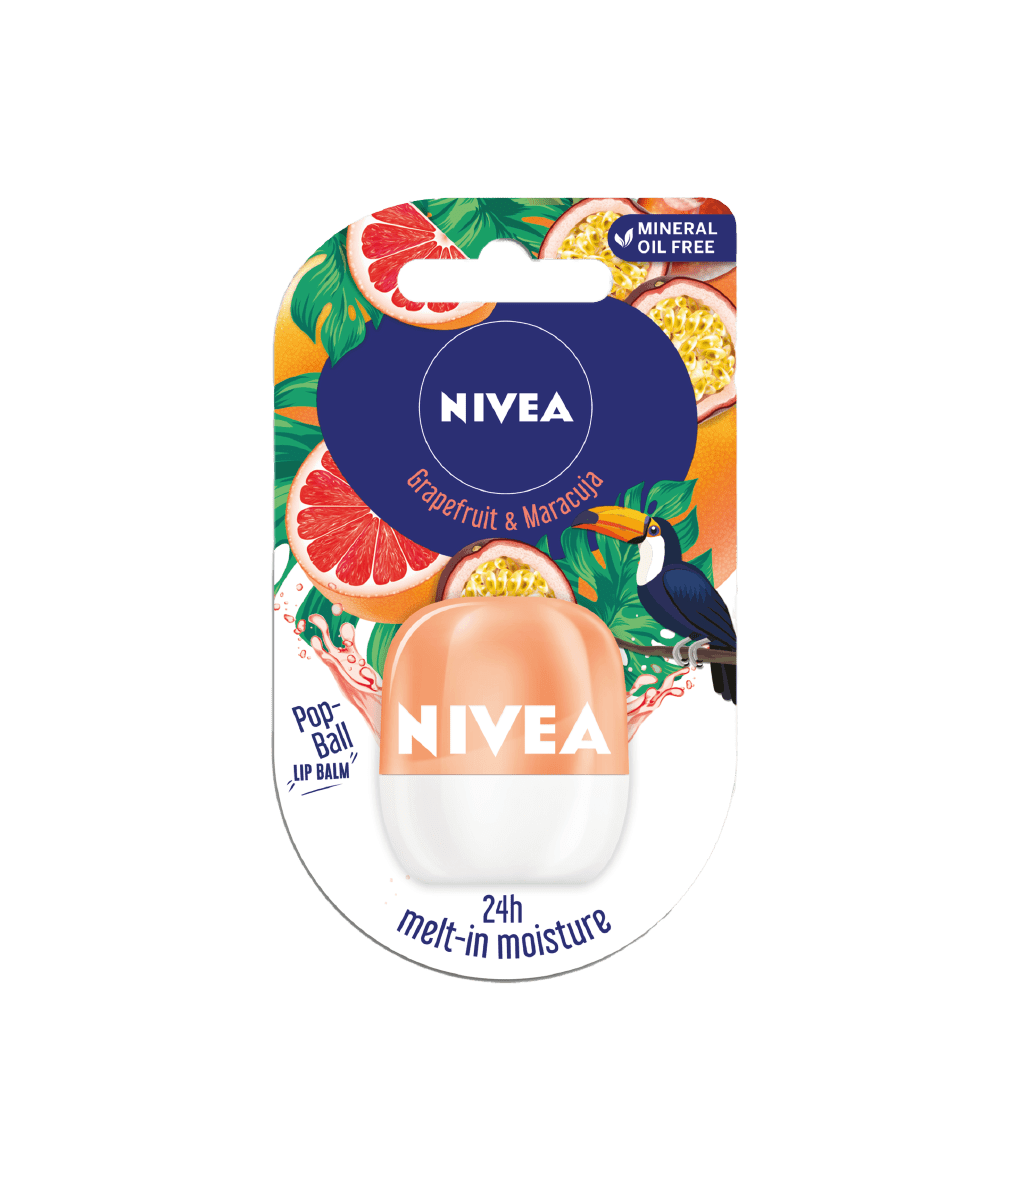 MINERAL
OIL FREE
NIVEA
Grapefruit & Maracuja
NIVEA
Pop-
Ball
LIP BALM
24h
melt-in moisture